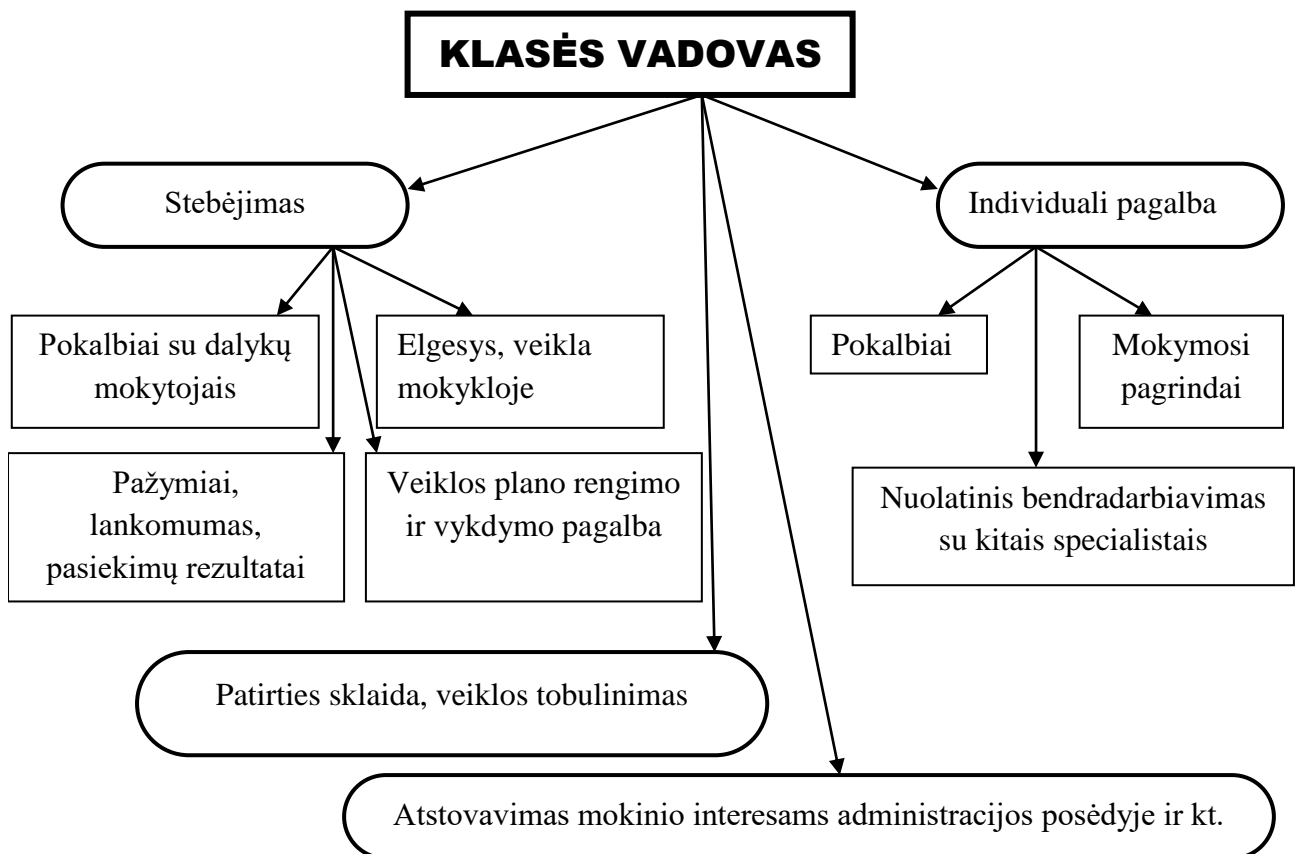 KLASĖS VADOVAS
Stebėjimas
Individuali pagalba
Pokalbiai su dalykų
mokytojais
Elgesys, veikla
mokykloje
Pokalbiai
Mokymosi
pagrindai
Pažymiai,
lankomumas,
pasiekimų rezultatai
Veiklos plano rengimo
ir vykdymo pagalba
Nuolatinis bendradarbiavimas
su kitais specialistais
Patirties sklaida, veiklos tobulinimas
Atstovavimas mokinio interesams administracijos posėdyje ir kt.